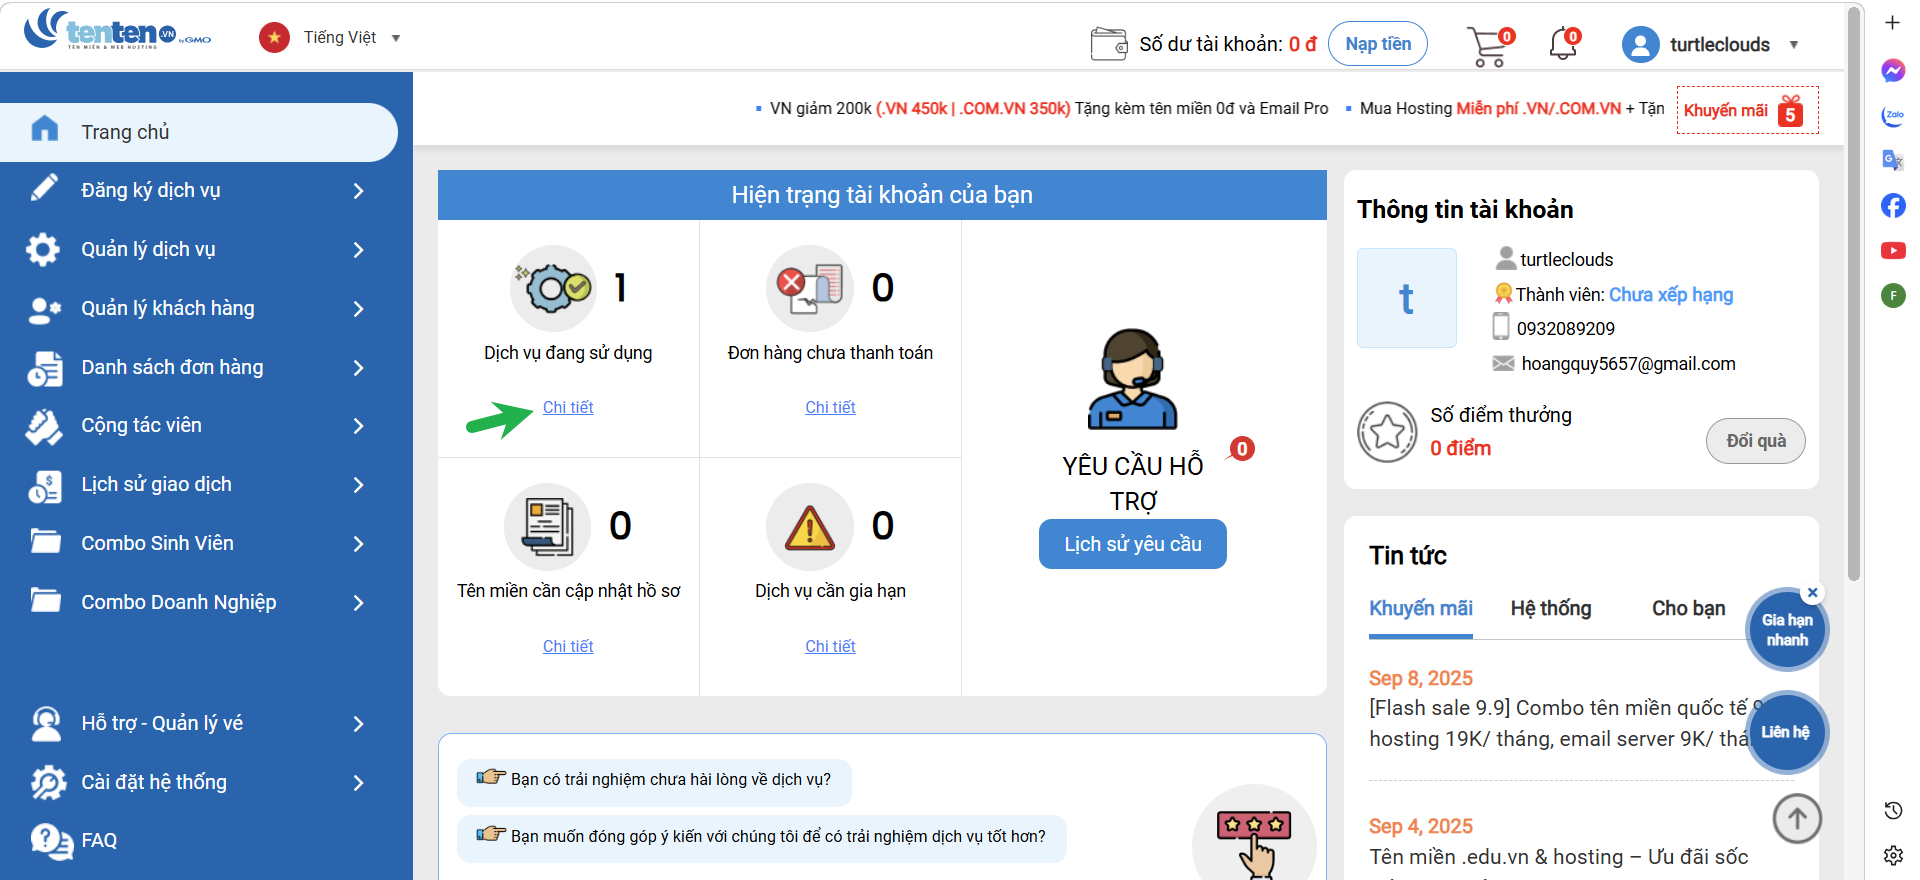 tenten .VN
by GMO
TÊN MIỀN & WEB HOSTING
Tiếng Việt
Số dư tài khoản: 0 đ
Nạp tiền
0
0
turtleclouds
VN giảm 200k (.VN 450k | .COM.VN 350k) Tặng kèm tên miền 0đ và Email Pro
Mua Hosting Miễn phí .VN/.COM.VN + Tặn
Khuyến mãi 5
Trang chủ
Đăng ký dịch vụ
Quản lý dịch vụ
Quản lý khách hàng
Danh sách đơn hàng
Cộng tác viên
Lịch sử giao dịch
Combo Sinh Viên
Combo Doanh Nghiệp
Hỗ trợ - Quản lý vé
Cài đặt hệ thống
FAQ
Hiện trạng tài khoản của bạn
1
Dịch vụ đang sử dụng
Chi tiết
0
Đơn hàng chưa thanh toán
Chi tiết
0
Tên miền cần cập nhật hồ sơ
Chi tiết
0
Dịch vụ cần gia hạn
Chi tiết
YÊU CẦU HỖ
TRỢ
0
Lịch sử yêu cầu
Bạn có trải nghiệm chưa hài lòng về dịch vụ?
Bạn muốn đóng góp ý kiến với chúng tôi để có trải nghiệm dịch vụ tốt hơn?
Thông tin tài khoản
t
turtleclouds
Thành viên: Chưa xếp hạng
0932089209
hoangquy5657@gmail.com
Số điểm thưởng
0 điểm
Đổi quà
Tin tức
Khuyến mãi
Hệ thống
Cho bạn
Sep 8, 2025
[Flash sale 9.9] Combo tên miền quốc tế 9
hosting 19K/ tháng, email server 9K/ thá
Sep 4, 2025
Tên miền .edu.vn & hosting – Ưu đãi sốc
Gia hạn
nhanh
Liên hệ
Zalo
F